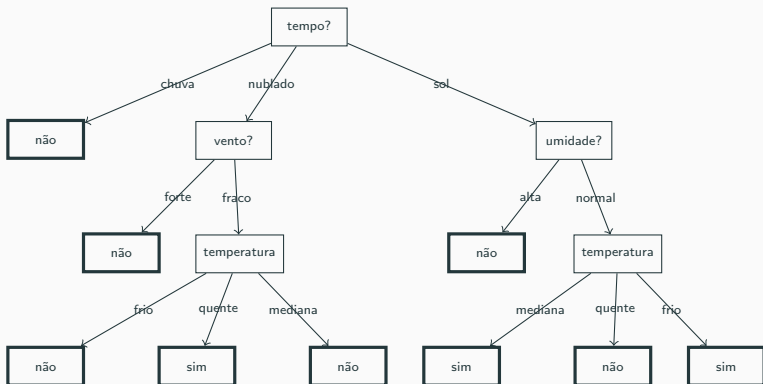 tempo?
chuva
nublado
sol
não
vento?
umidade?
forte
fraco
alta
normal
não
temperatura
não
temperatura
frio
quente
mediana
mediana
quente
frio
não
sim
não
sim
não
sim